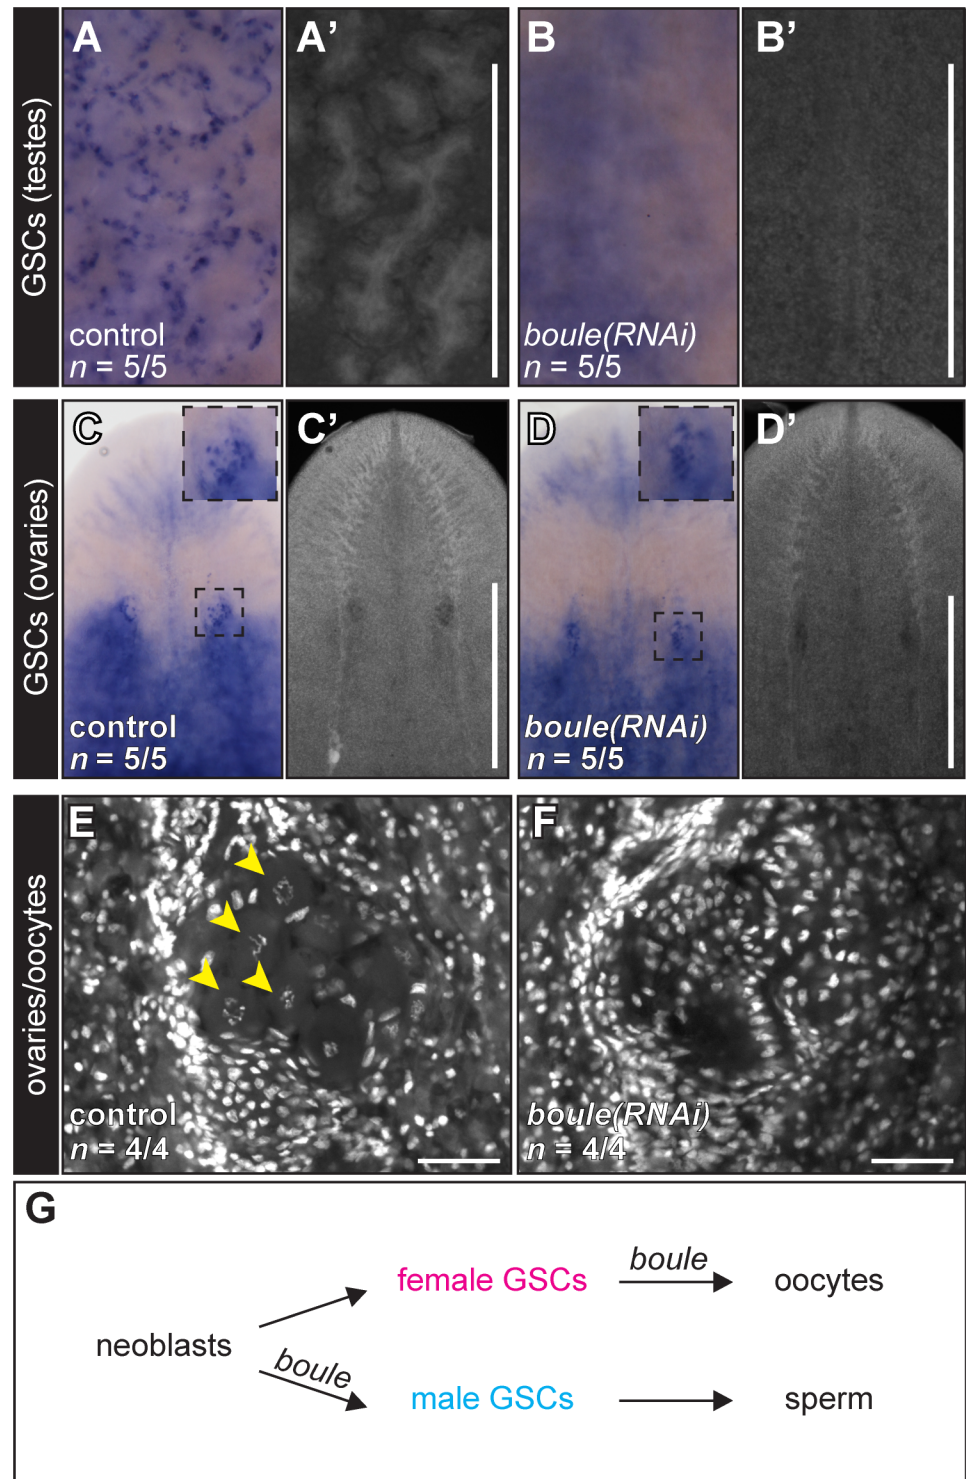 GSCs (testes)
A
A’
B
B’
control
n = 5/5
boule(RNAi)
n = 5/5
GSCs (ovaries)
C
C’
D
D’
control
n = 5/5
boule(RNAi)
n = 5/5
ovaries/oocytes
E
F
control
n = 4/4
boule(RNAi)
n = 4/4
G
female GSCs
boule
oocytes
neoblasts
boule
male GSCs
sperm